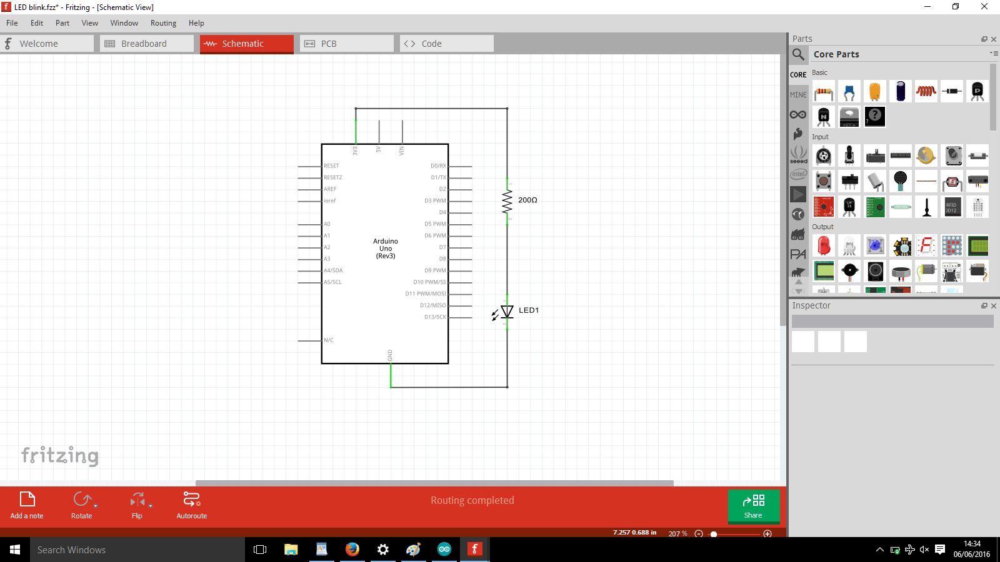 LED blink.fzz* - Fritzing - [Schematic View]
File Edit Part View Window Routing Help
Welcome Breadboard Schematic PCB Code
Parts
Core Parts
CORE
MINE
seeed
intel
PA
Basic
P
N
?
Input
RFID
ID12
Output
3V3 5V VIN
RESET
RESET2
AREF
ioref
A0
A1
A2
A3
A4/SDA
A5/SCL
N/C
Arduino
Uno
(Rev3)
D0/RX
D1/TX
D2
D3 PWM
D4
D5 PWM
D6 PWM
D7
D8
D9 PWM
D10 PWM/SS
D11 PWM/MOSI
D12/MISO
D13/SCK
GND
200Ω
LED1
Inspector
fritzing
Add a note
Rotate
Flip
Autoroute
Routing completed
Share
7.257 0.688 in 207 %
Search Windows
14:34
06/06/2016